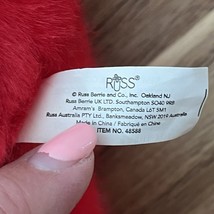 RUSS®
© Russ Berrie and Co., Inc. Oakland NJ
Russ Berrie UK LTD. Southampton SO40 9RB
Amram's Brampton, Canada L6T 5M1
Russ Australia PTY Ltd., Banksmeadow, NSW 2019 Australia
Made in China / Fabriqué en Chine
ITEM NO. 48588